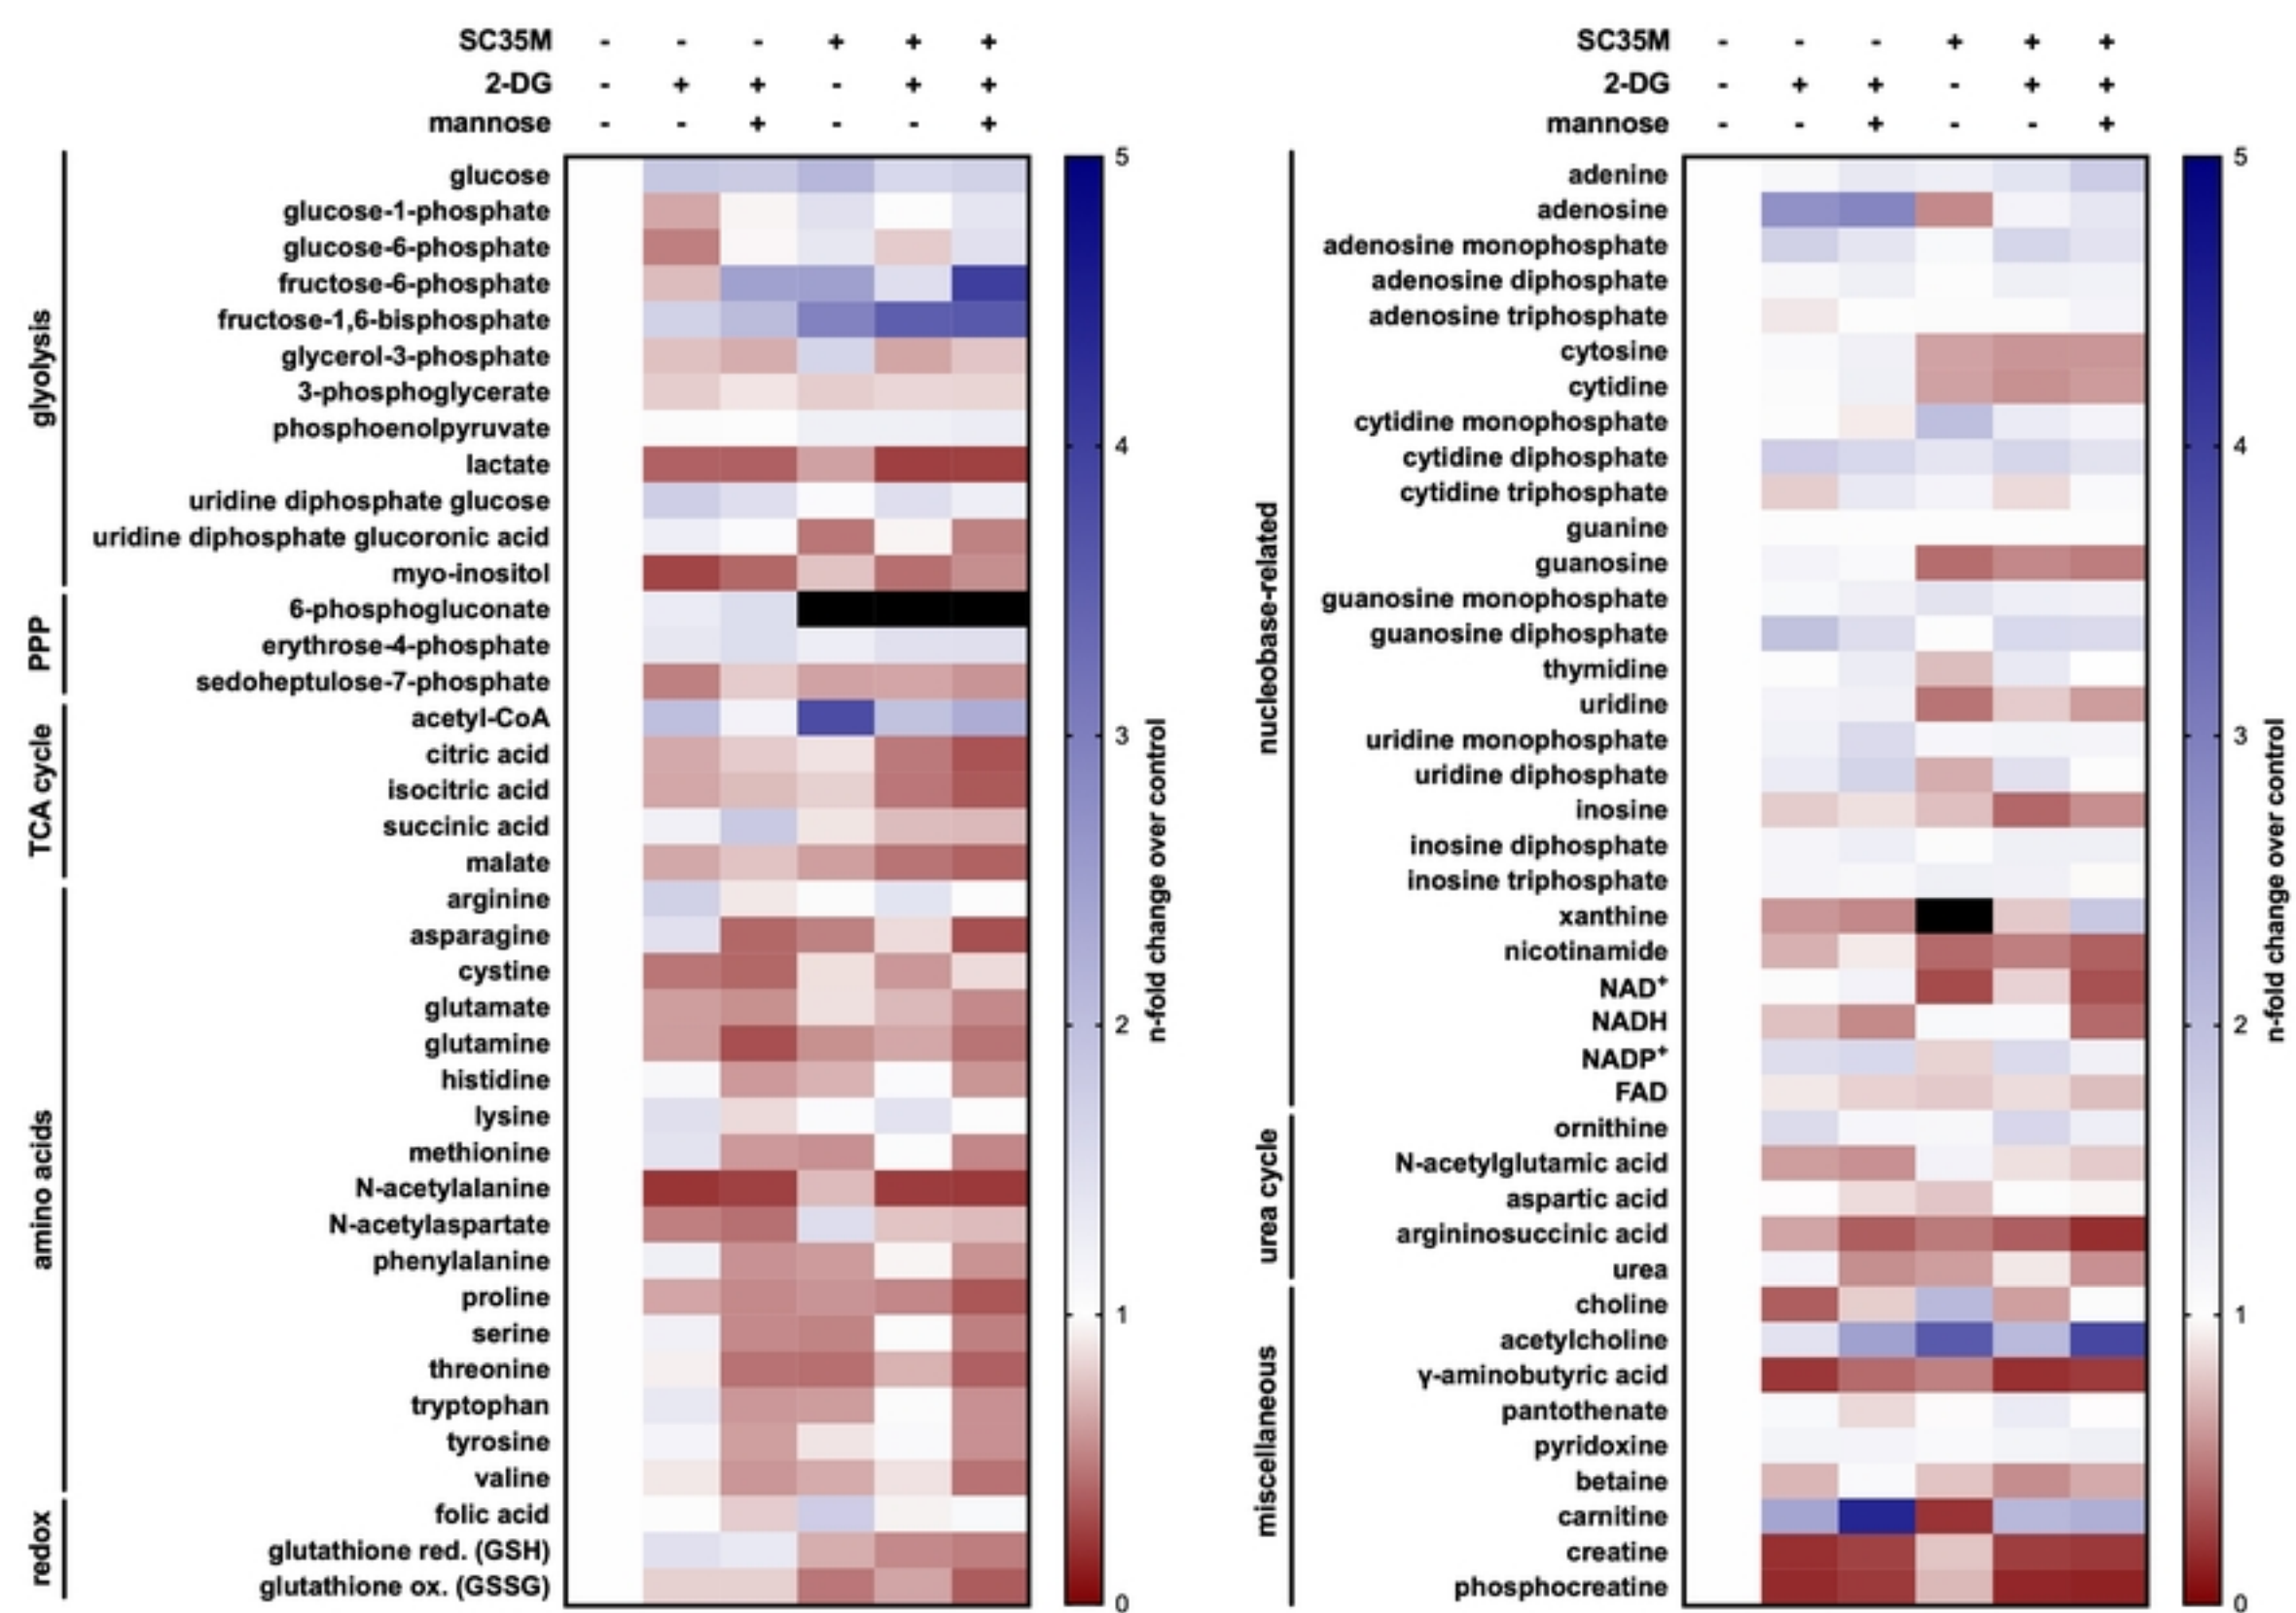 SC35M - - - + + +
2-DG - + + - + +
mannose - - + - - +
glyolysis
glucose
glucose-1-phosphate
glucose-6-phosphate
fructose-6-phosphate
fructose-1,6-bisphosphate
glycerol-3-phosphate
3-phosphoglycerate
phosphoenolpyruvate
lactate
uridine diphosphate glucose
uridine diphosphate glucoronic acid
myo-inositol
PPP
6-phosphogluconate
erythrose-4-phosphate
sedoheptulose-7-phosphate
TCA cycle
acetyl-CoA
citric acid
isocitric acid
succinic acid
malate
amino acids
arginine
asparagine
cystine
glutamate
glutamine
histidine
lysine
methionine
N-acetylalanine
N-acetylaspartate
phenylalanine
proline
serine
threonine
tryptophan
tyrosine
valine
redox
folic acid
glutathione red. (GSH)
glutathione ox. (GSSG)
5
4
3
2
1
0
n-fold change over control
SC35M - - - + + +
2-DG - + + - + +
mannose - - + - - +
nucleobase-related
adenine
adenosine
adenosine monophosphate
adenosine diphosphate
adenosine triphosphate
cytosine
cytidine
cytidine monophosphate
cytidine diphosphate
cytidine triphosphate
guanine
guanosine
guanosine monophosphate
guanosine diphosphate
thymidine
uridine
uridine monophosphate
uridine diphosphate
inosine
inosine diphosphate
inosine triphosphate
xanthine
nicotinamide
NAD⁺
NADH
NADP⁺
FAD
urea cycle
ornithine
N-acetylglutamic acid
aspartic acid
argininosuccinic acid
urea
miscellaneous
choline
acetylcholine
γ-aminobutyric acid
pantothenate
pyridoxine
betaine
carnitine
creatine
phosphocreatine
5
4
3
2
1
0
n-fold change over control